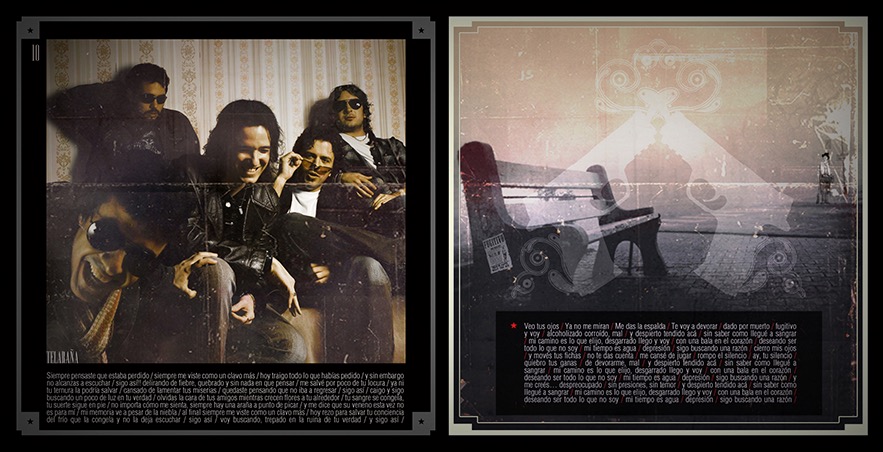 10
TELARAÑA
Siempre pensaste que estaba perdido / siempre me viste como un clavo más / hoy traigo todo lo que habías pedido / y sin embargo
no alcanzas a escuchar / sigo así!! delirando de fiebre, quebrado y sin nada en que pensar / me salvé por poco de tu locura / ya ni
tu ternura la podría salvar / cansado de lamentar tus miserias / quedaste pensando que no iba a regresar / sigo así / caigo y sigo
buscando un poco de luz en tu verdad / olvidas la cara de tus amigos mientras crecen flores a tu alrededor / tu sangre se congela,
tu suerte sigue en pie / no importa cómo me sienta, siempre hay una araña a punto de picar / y me dice que su veneno esta vez no
es para mí / mi memoria ve a pesar de la niebla / al final siempre me viste como un clavo más / hoy rezo para salvar tu conciencia
del frío que la congela y no la deja escuchar / sigo así / voy buscando, trepado en la ruina de tu verdad / y sigo así /
FUGITIVO
★ Veo tus ojos / Ya no me miran / Me das la espalda / Te voy a devorar / dado por muerto / fugitivo
y voy / alcoholizado corroído, mal / y despierto tendido acá / sin saber como llegué a sangrar
/ mi camino es lo que elijo, desgarrado llego y voy / con una bala en el corazón / deseando ser
todo lo que no soy / mi tiempo es agua / depresión / sigo buscando una razón / cierro mis ojos
/ y movés tus fichas / no te das cuenta / me cansé de jugar / rompo el silencio / ay, tu silencio /
quiebro tus ganas / de devorarme, mal / y despierto tendido acá / sin saber como llegué a
sangrar / mi camino es lo que elijo, desgarrado llego y voy / con una bala en el corazón /
deseando ser todo lo que no soy / mi tiempo es agua / depresión / sigo buscando una razón / y
me creés... despreocupado / sin presiones, sin temor / y despierto tendido acá / sin saber como
llegué a sangrar / mi camino es lo que elijo, desgarrado llego y voy / con una bala en el corazón /
deseando ser todo lo que no soy / mi tiempo es agua / depresión / sigo buscando una razón /